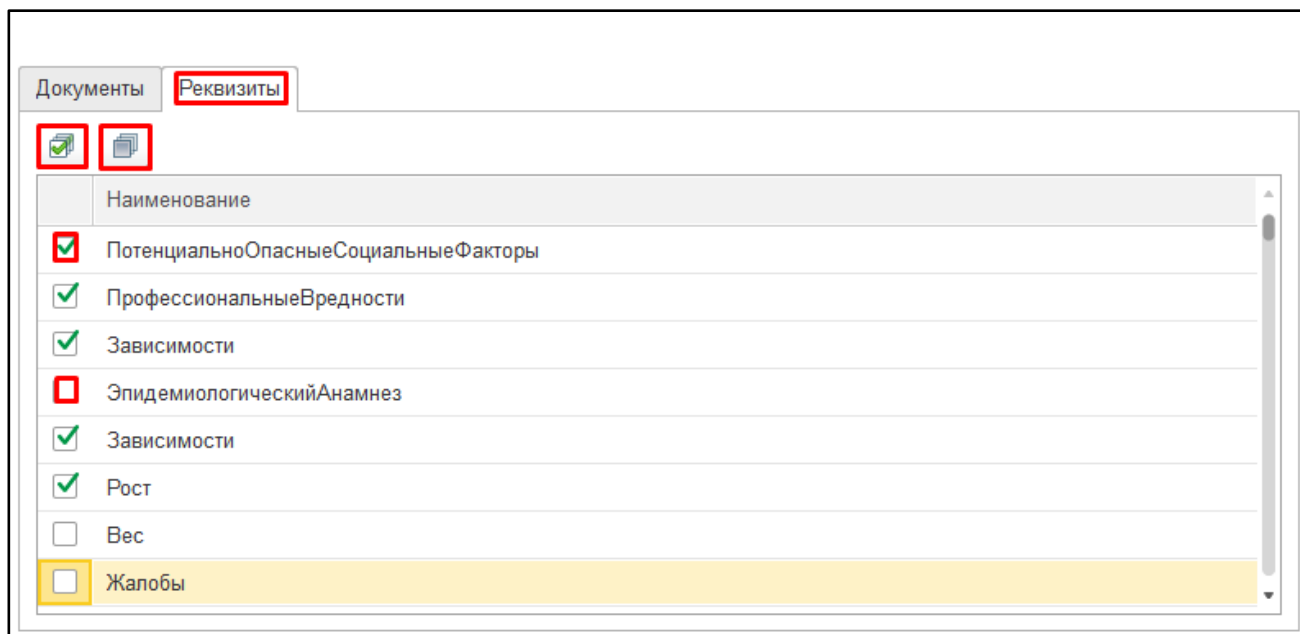 Документы Реквизиты
Наименование
ПотенциальноОпасныеСоциальныеФакторы
ПрофессиональныеВредности
Зависимости
ЭпидемиологическийАнамнез
Зависимости
Рост
Вес
Жалобы